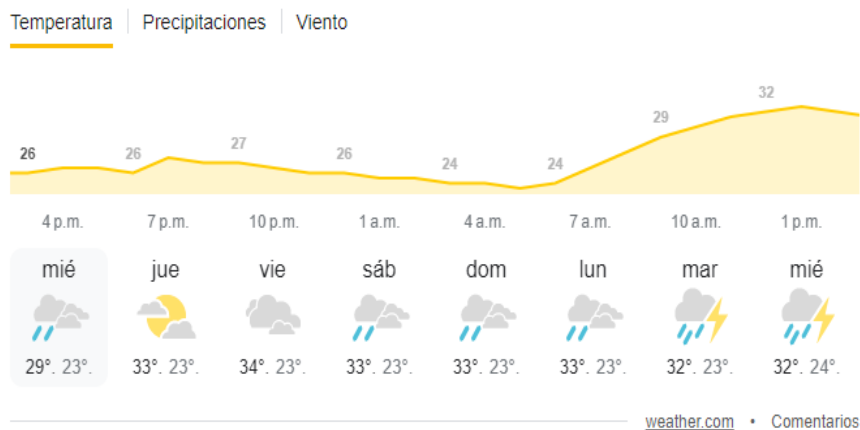 Temperatura Precipitaciones Viento
32
29
27
26 26 26
24 24
4 p.m. 7 p.m. 10 p.m. 1 a.m. 4 a.m. 7 a.m. 10 a.m. 1 p.m.
mié jue vie sáb dom lun mar mié
29°. 23°. 33°. 23°. 34°. 23°. 33°. 23°. 33°. 23°. 33°. 23°. 32°. 23°. 32°. 24°.
weather.com • Comentarios